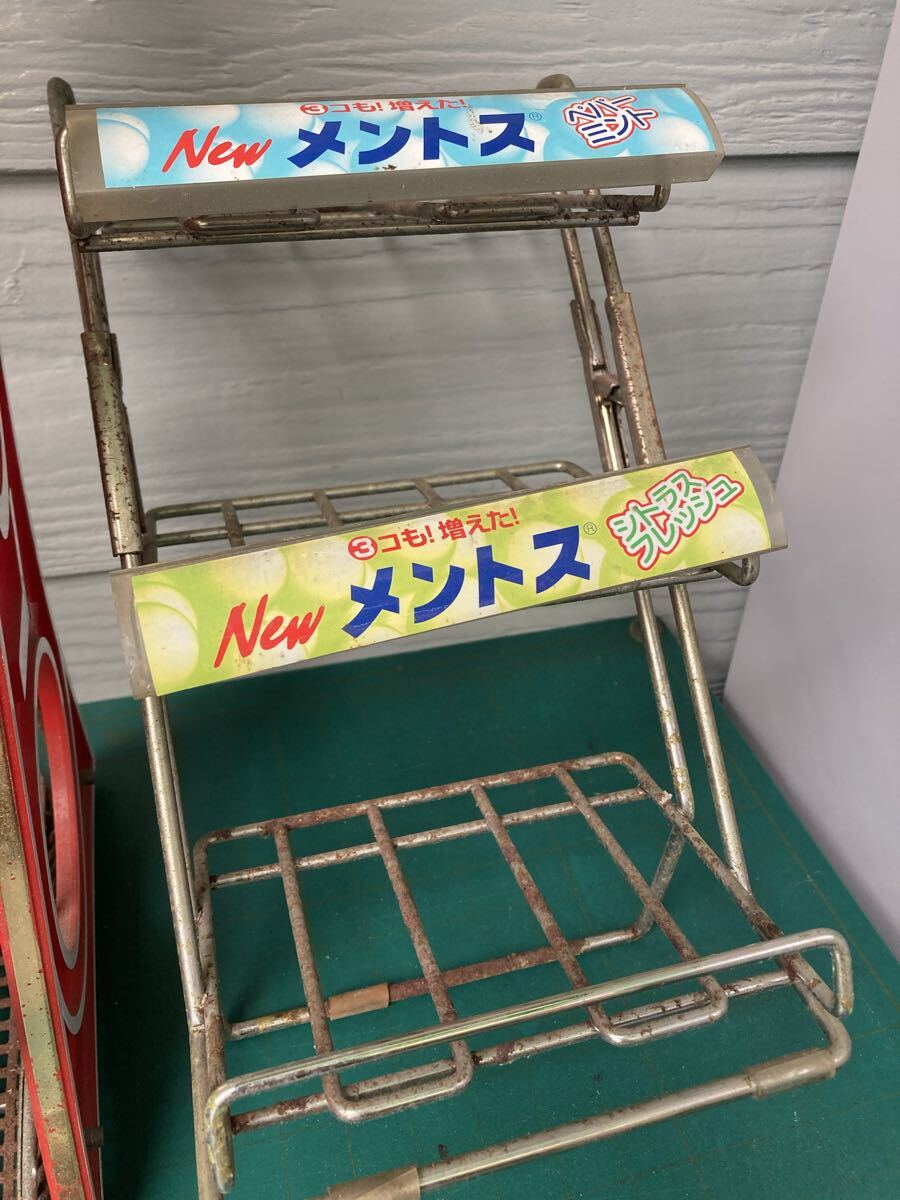 ③コも!増えた!
New メントス®
ペパー
ミント
③コも!増えた!
New メントス®
シトラス
フレッシュ